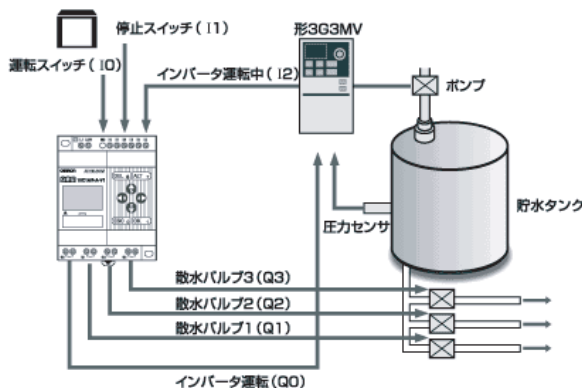 停止スイッチ(I1)
形3G3MV
運転スイッチ(I0)
インバータ運転中(I2)
ポンプ
貯水タンク
圧力センサ
OMRON
散水バルブ3(Q3)
散水バルブ2(Q2)
散水バルブ1(Q1)
インバータ運転(Q0)